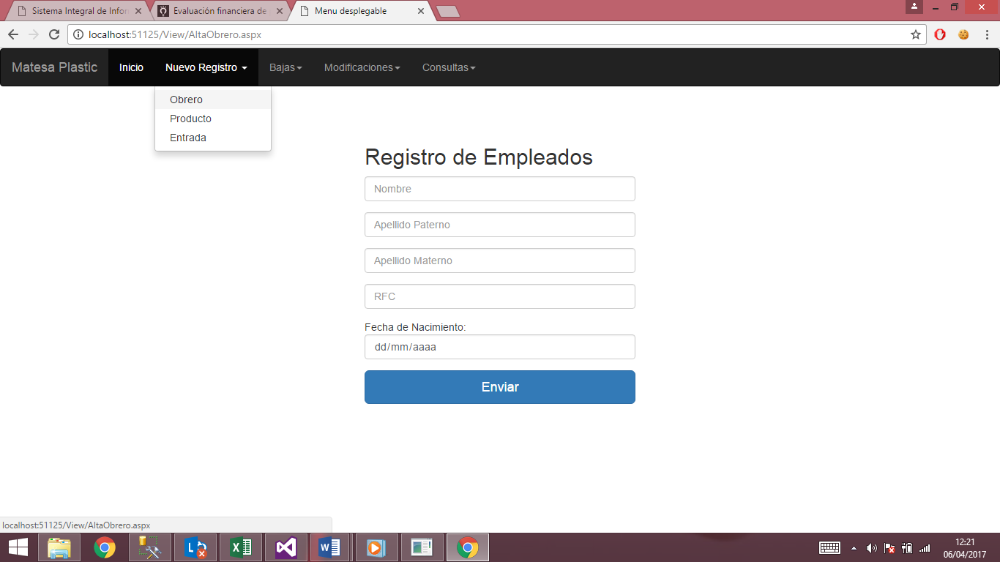 Sistema Integral de Infor
Evaluación financiera de
Menu desplegable
localhost:51125/View/AltaObrero.aspx
Matesa Plastic Inicio Nuevo Registro Bajas Modificaciones Consultas
Obrero
Producto
Entrada
Registro de Empleados
Nombre
Apellido Paterno
Apellido Materno
RFC
Fecha de Nacimiento:
dd/mm/aaaa
Enviar
localhost:51125/View/AltaObrero.aspx
12:21
06/04/2017